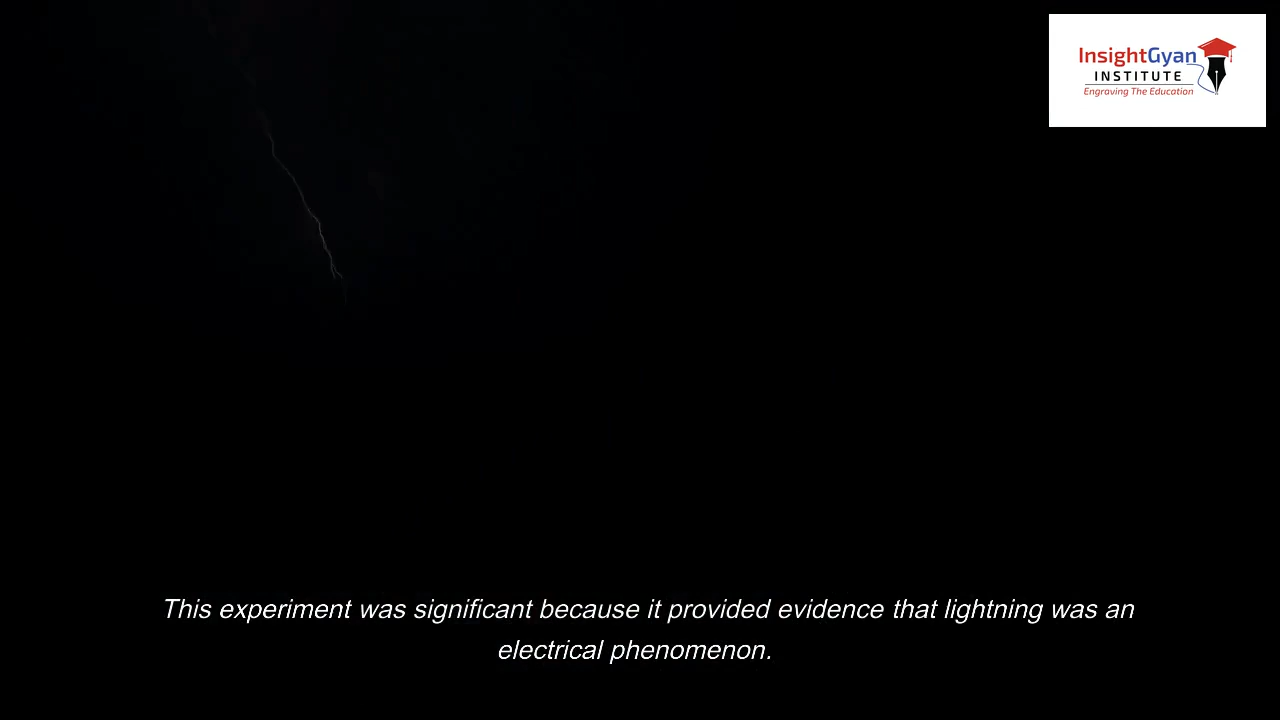 InsightGyan
INSTITUTE
Engraving The Education
This experiment was significant because it provided evidence that lightning was an
electrical phenomenon.